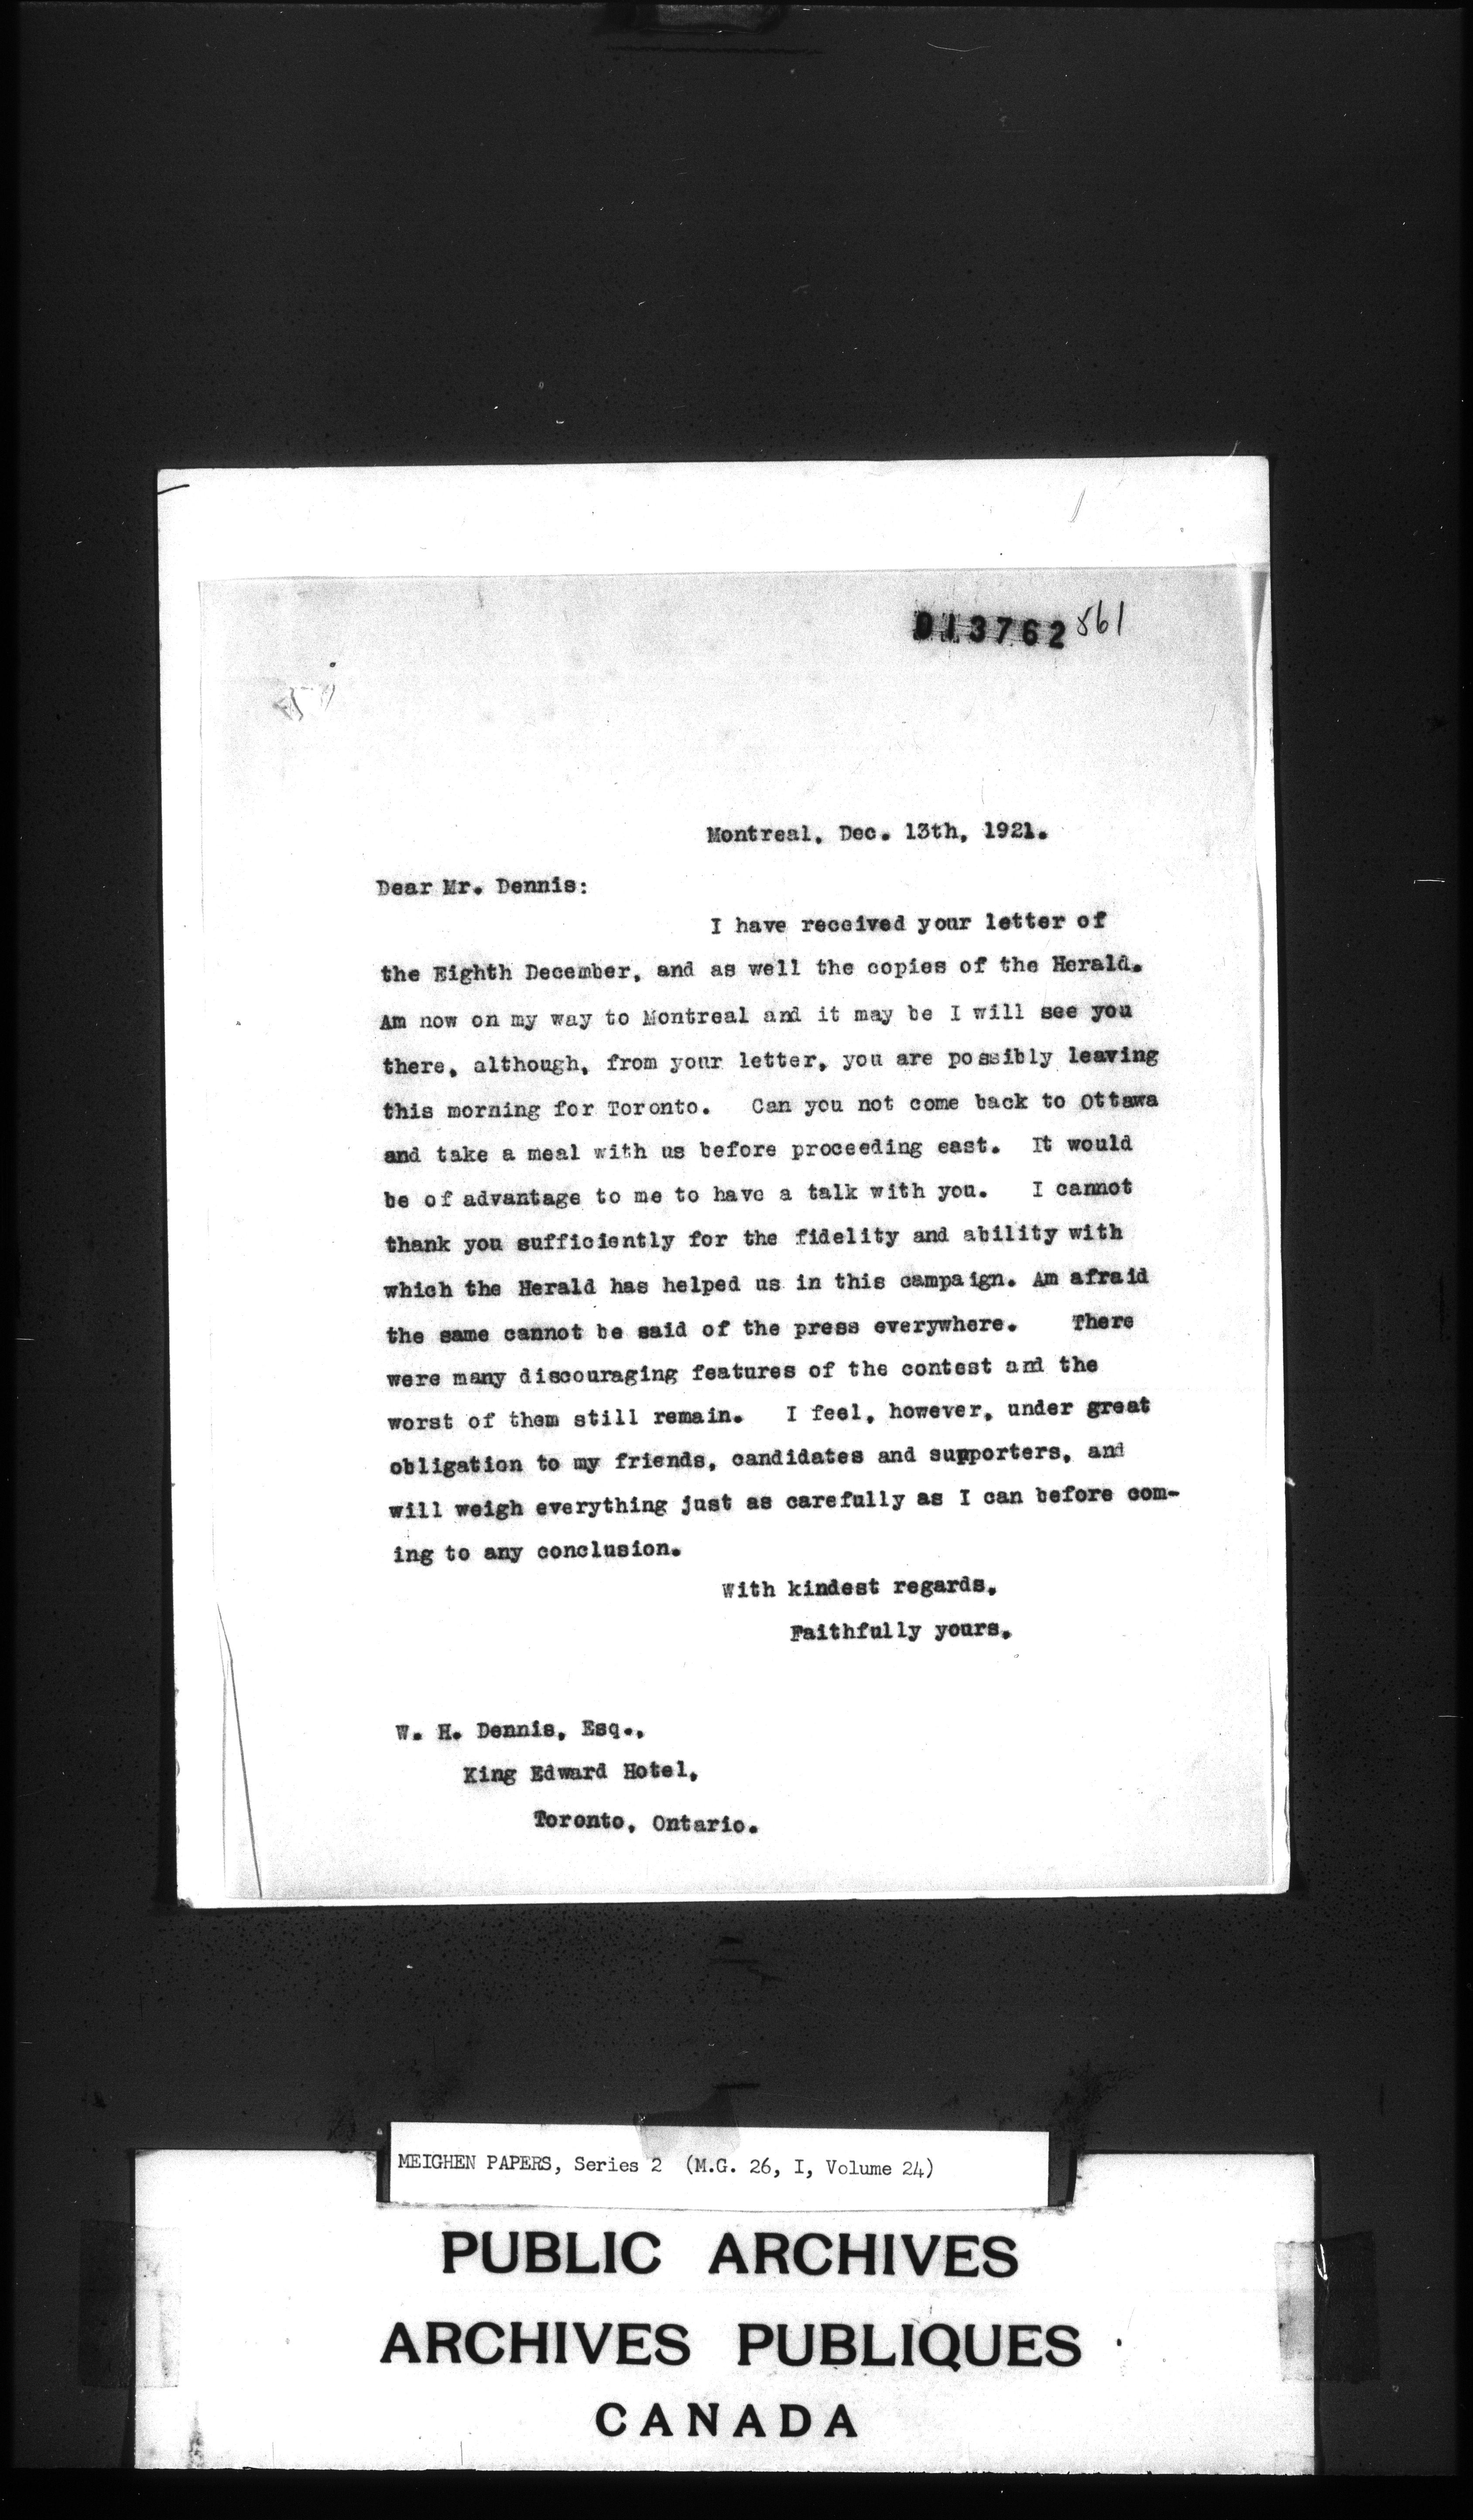 013762 861
Montreal, Dec. 13th, 1921.
Dear Mr. Dennis:
I have received your letter of
the Eighth December, and as well the copies of the Herald.
Am now on my way to Montreal and it may be I will see you
there, although, from your letter, you are possibly leaving
this morning for Toronto. Can you not come back to Ottawa
and take a meal with us before proceeding east. It would
be of advantage to me to have a talk with you. I cannot
thank you sufficiently for the fidelity and ability with
which the Herald has helped us in this campaign. Am afraid
the same cannot be said of the press everywhere. There
were many discouraging features of the contest and the
worst of them still remain. I feel, however, under great
obligation to my friends, candidates and supporters, and
will weigh everything just as carefully as I can before com-
ing to any conclusion.
With kindest regards,
Faithfully yours,
W. H. Dennis, Esq.,
King Edward Hotel,
Toronto, Ontario.
MEIGHEN PAPERS, Series 2 (M.G. 26, I, Volume 24)
PUBLIC ARCHIVES
ARCHIVES PUBLIQUES
CANADA